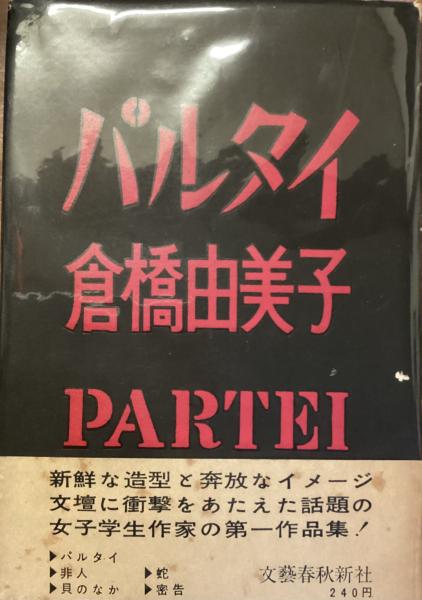 パルタイ
倉橋由美子
PARTEI
新鮮な造型と奔放なイメージ
文壇に衝撃をあたえた話題の
女子学生作家の第一作品集!
▶パルタイ
▶非人 ▶蛇
▶貝のなか ▶密告
文藝春秋新社
240円